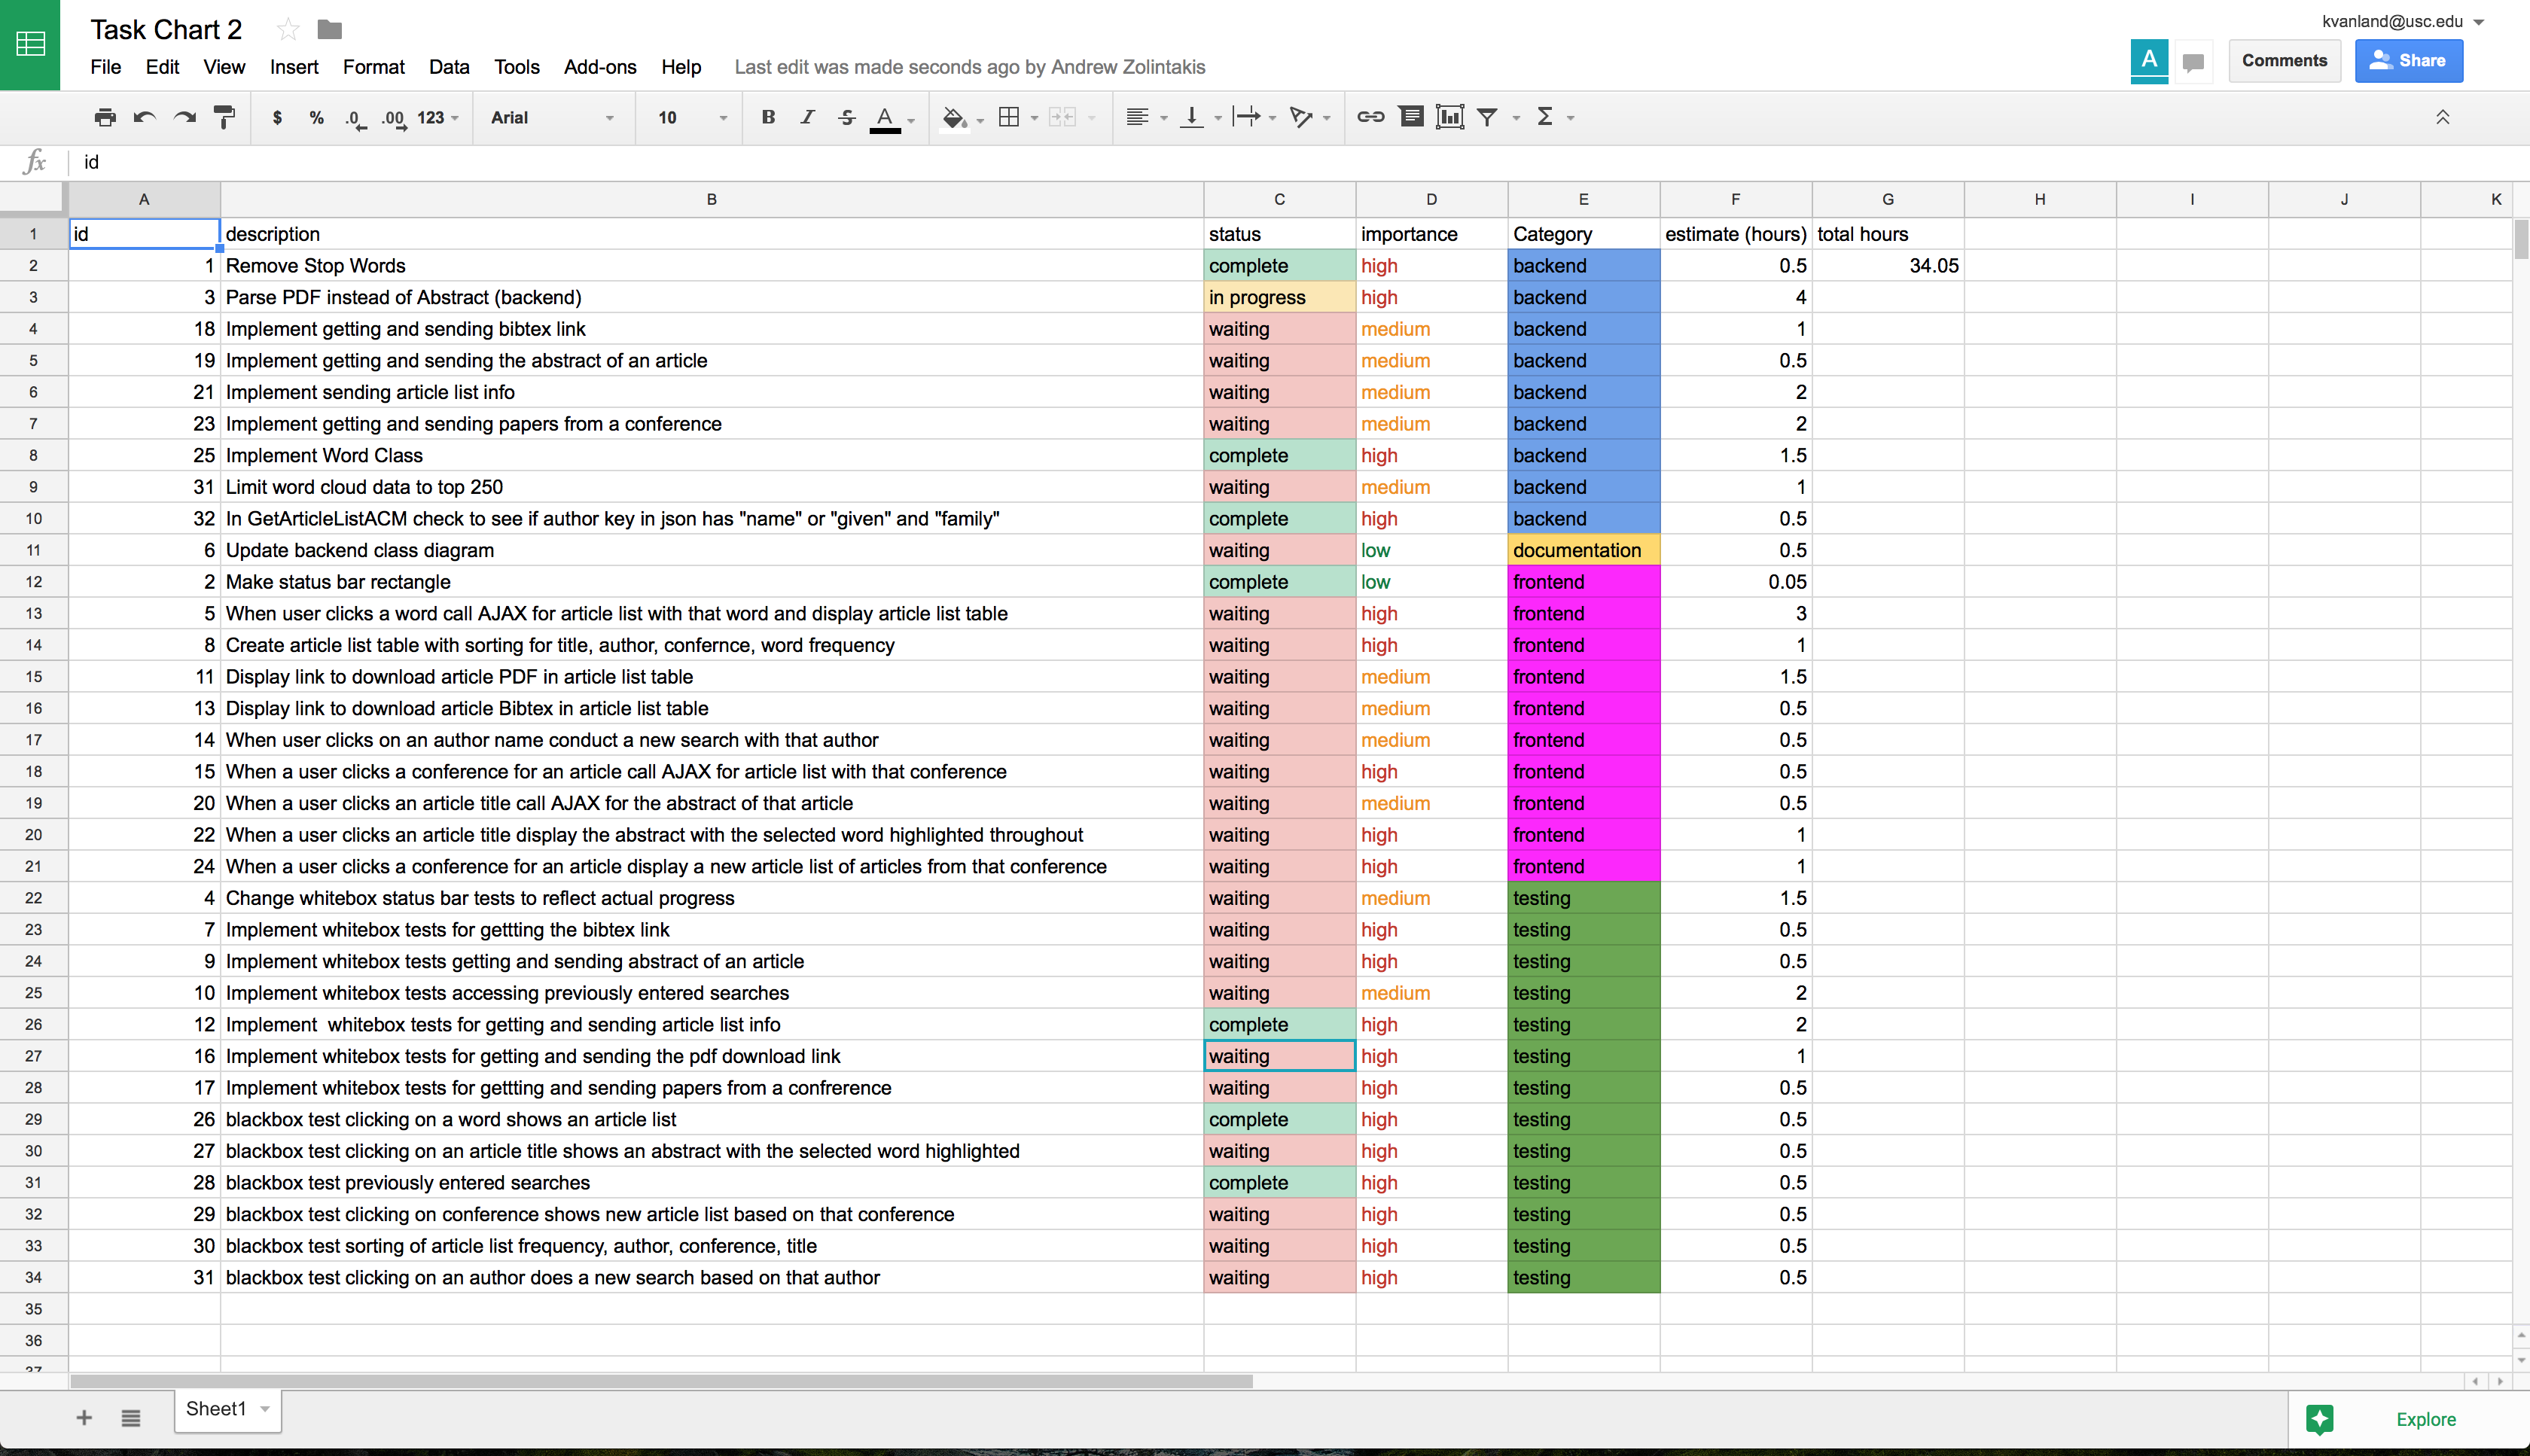 Task Chart 2
kvanland@usc.edu
File Edit View Insert Format Data Tools Add-ons Help Last edit was made seconds ago by Andrew Zolintakis
A Comments Share
$ % .0 .00 123 Arial 10 B I S A Σ
fx id
A B C D E F G H I J K
1 id description status importance Category estimate (hours) total hours
2 1 Remove Stop Words complete high backend 0.5 34.05
3 3 Parse PDF instead of Abstract (backend) in progress high backend 4
4 18 Implement getting and sending bibtex link waiting medium backend 1
5 19 Implement getting and sending the abstract of an article waiting medium backend 0.5
6 21 Implement sending article list info waiting medium backend 2
7 23 Implement getting and sending papers from a conference waiting medium backend 2
8 25 Implement Word Class complete high backend 1.5
9 31 Limit word cloud data to top 250 waiting medium backend 1
10 32 In GetArticleListACM check to see if author key in json has "name" or "given" and "family" complete high backend 0.5
11 6 Update backend class diagram waiting low documentation 0.5
12 2 Make status bar rectangle complete low frontend 0.05
13 5 When user clicks a word call AJAX for article list with that word and display article list table waiting high frontend 3
14 8 Create article list table with sorting for title, author, confernce, word frequency waiting high frontend 1
15 11 Display link to download article PDF in article list table waiting medium frontend 1.5
16 13 Display link to download article Bibtex in article list table waiting medium frontend 0.5
17 14 When user clicks on an author name conduct a new search with that author waiting medium frontend 0.5
18 15 When a user clicks a conference for an article call AJAX for article list with that conference waiting high frontend 0.5
19 20 When a user clicks an article title call AJAX for the abstract of that article waiting medium frontend 0.5
20 22 When a user clicks an article title display the abstract with the selected word highlighted throughout waiting high frontend 1
21 24 When a user clicks a conference for an article display a new article list of articles from that conference waiting high frontend 1
22 4 Change whitebox status bar tests to reflect actual progress waiting medium testing 1.5
23 7 Implement whitebox tests for gettting the bibtex link waiting high testing 0.5
24 9 Implement whitebox tests getting and sending abstract of an article waiting high testing 0.5
25 10 Implement whitebox tests accessing previously entered searches waiting medium testing 2
26 12 Implement  whitebox tests for getting and sending article list info complete high testing 2
27 16 Implement whitebox tests for getting and sending the pdf download link waiting high testing 1
28 17 Implement whitebox tests for gettting and sending papers from a confrerence waiting high testing 0.5
29 26 blackbox test clicking on a word shows an article list complete high testing 0.5
30 27 blackbox test clicking on an article title shows an abstract with the selected word highlighted waiting high testing 0.5
31 28 blackbox test previously entered searches complete high testing 0.5
32 29 blackbox test clicking on conference shows new article list based on that conference waiting high testing 0.5
33 30 blackbox test sorting of article list frequency, author, conference, title waiting high testing 0.5
34 31 blackbox test clicking on an author does a new search based on that author waiting high testing 0.5
35
36
37
Sheet1 Explore